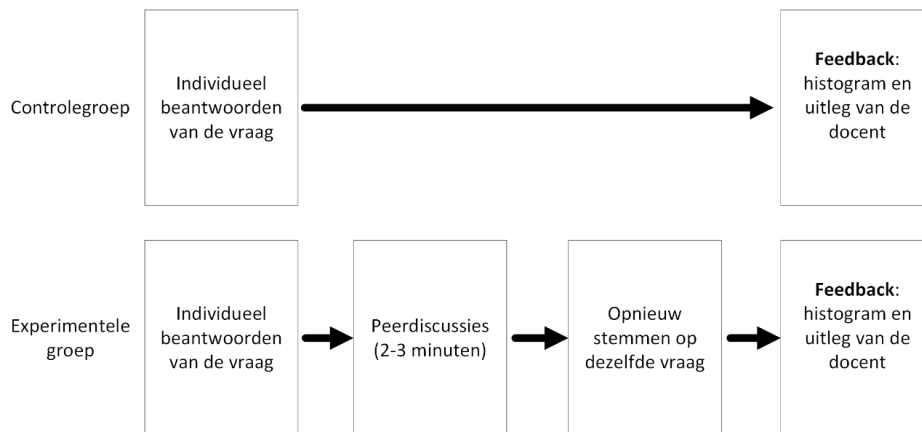 Controlegroep
Individueel
beantwoorden
van de vraag
Feedback:
histogram en
uitleg van de
docent
Experimentele
groep
Individueel
beantwoorden
van de vraag
Peerdiscussies
(2-3 minuten)
Opnieuw
stemmen op
dezelfde vraag
Feedback:
histogram en
uitleg van de
docent